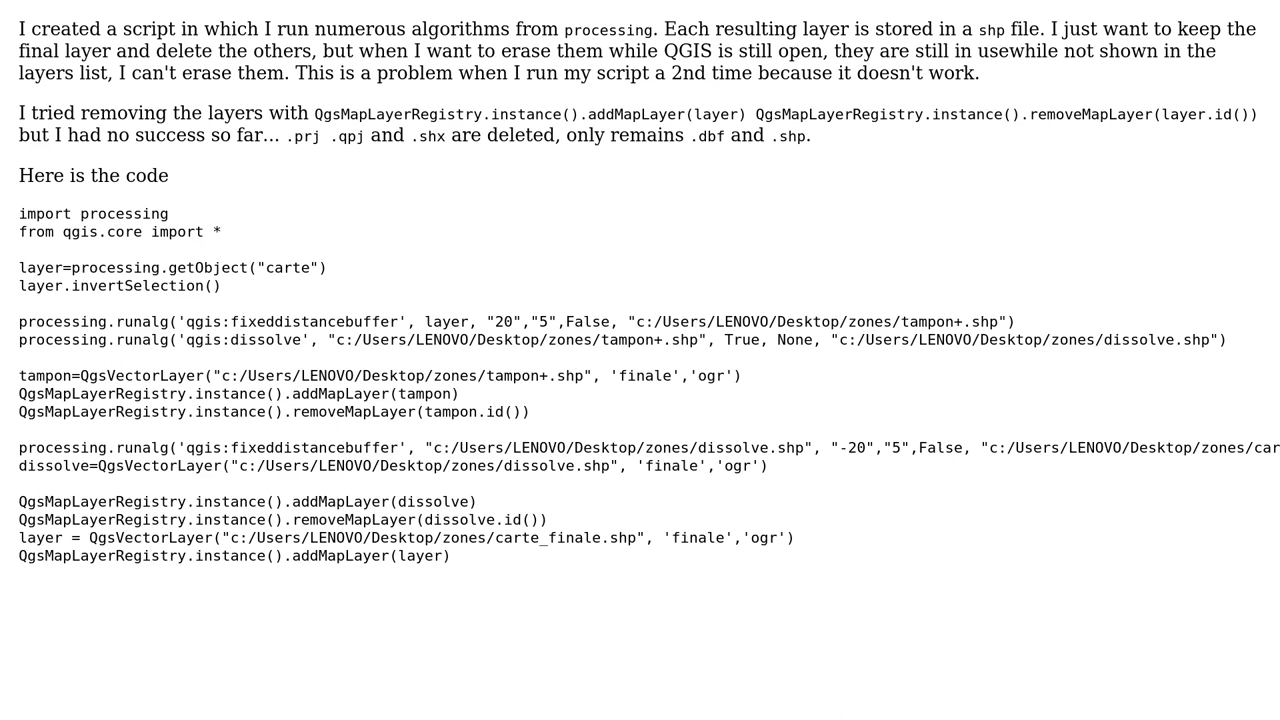 I created a script in which I run numerous algorithms from processing. Each resulting layer is stored in a shp file. I just want to keep the
final layer and delete the others, but when I want to erase them while QGIS is still open, they are still in usewhile not shown in the
layers list, I can't erase them. This is a problem when I run my script a 2nd time because it doesn't work.
I tried removing the layers with QgsMapLayerRegistry.instance().addMapLayer(layer) QgsMapLayerRegistry.instance().removeMapLayer(layer.id())
but I had no success so far... .prj .qpj and .shx are deleted, only remains .dbf and .shp.
Here is the code
import processing
from qgis.core import *
layer=processing.getObject("carte")
layer.invertSelection()
processing.runalg('qgis:fixeddistancebuffer', layer, "20","5",False, "c:/Users/LENOVO/Desktop/zones/tampon+.shp")
processing.runalg('qgis:dissolve', "c:/Users/LENOVO/Desktop/zones/tampon+.shp", True, None, "c:/Users/LENOVO/Desktop/zones/dissolve.shp")
tampon=QgsVectorLayer("c:/Users/LENOVO/Desktop/zones/tampon+.shp", 'finale','ogr')
QgsMapLayerRegistry.instance().addMapLayer(tampon)
QgsMapLayerRegistry.instance().removeMapLayer(tampon.id())
processing.runalg('qgis:fixeddistancebuffer', "c:/Users/LENOVO/Desktop/zones/dissolve.shp", "-20","5",False, "c:/Users/LENOVO/Desktop/zones/car
dissolve=QgsVectorLayer("c:/Users/LENOVO/Desktop/zones/dissolve.shp", 'finale','ogr')
QgsMapLayerRegistry.instance().addMapLayer(dissolve)
QgsMapLayerRegistry.instance().removeMapLayer(dissolve.id())
layer = QgsVectorLayer("c:/Users/LENOVO/Desktop/zones/carte_finale.shp", 'finale','ogr')
QgsMapLayerRegistry.instance().addMapLayer(layer)